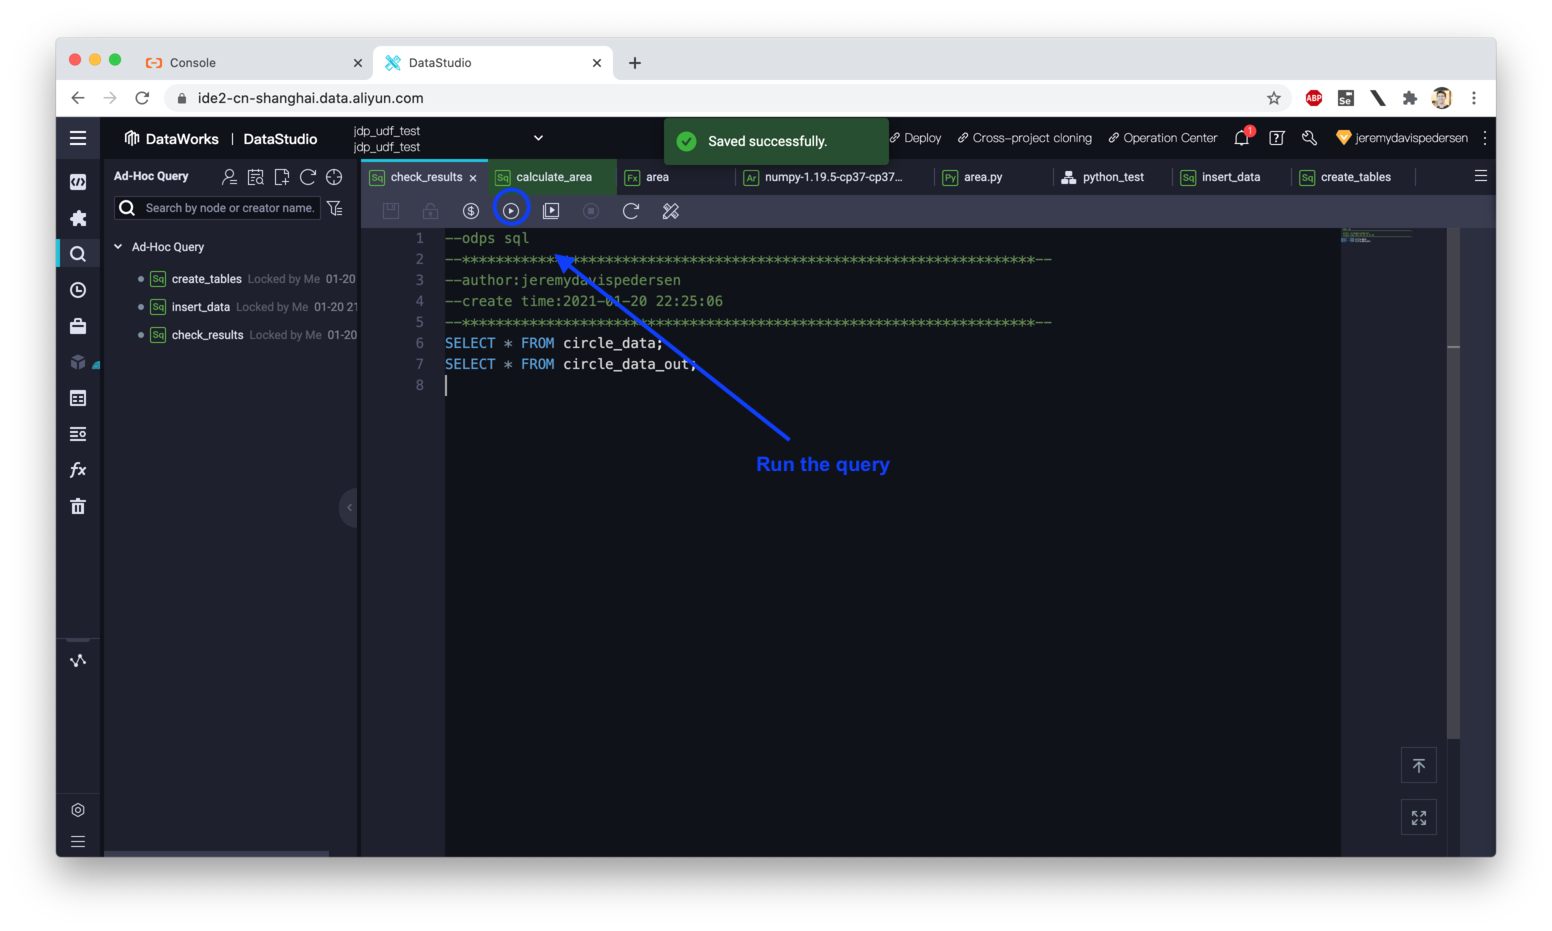 Console
DataStudio
ide2-cn-shanghai.data.aliyun.com
ABP
Se
DataWorks | DataStudio
jdp_udf_test
jdp_udf_test
Saved successfully.
Deploy
Cross-project cloning
Operation Center
1
jeremydavispedersen
Ad-Hoc Query
Sq check_results
Sq calculate_area
Fx area
Ar numpy-1.19.5-cp37-cp37...
Py area.py
python_test
Sq insert_data
Sq create_tables
Search by node or creator name.
Ad-Hoc Query
Sq create_tables Locked by Me 01-20
Sq insert_data Locked by Me 01-20 21
Sq check_results Locked by Me 01-20
fx
1 --odps sql
2 --********************************************************************--
3 --author:jeremydavispedersen
4 --create time:2021-01-20 22:25:06
5 --********************************************************************--
6 SELECT * FROM circle_data;
7 SELECT * FROM circle_data_out;
8
Run the query